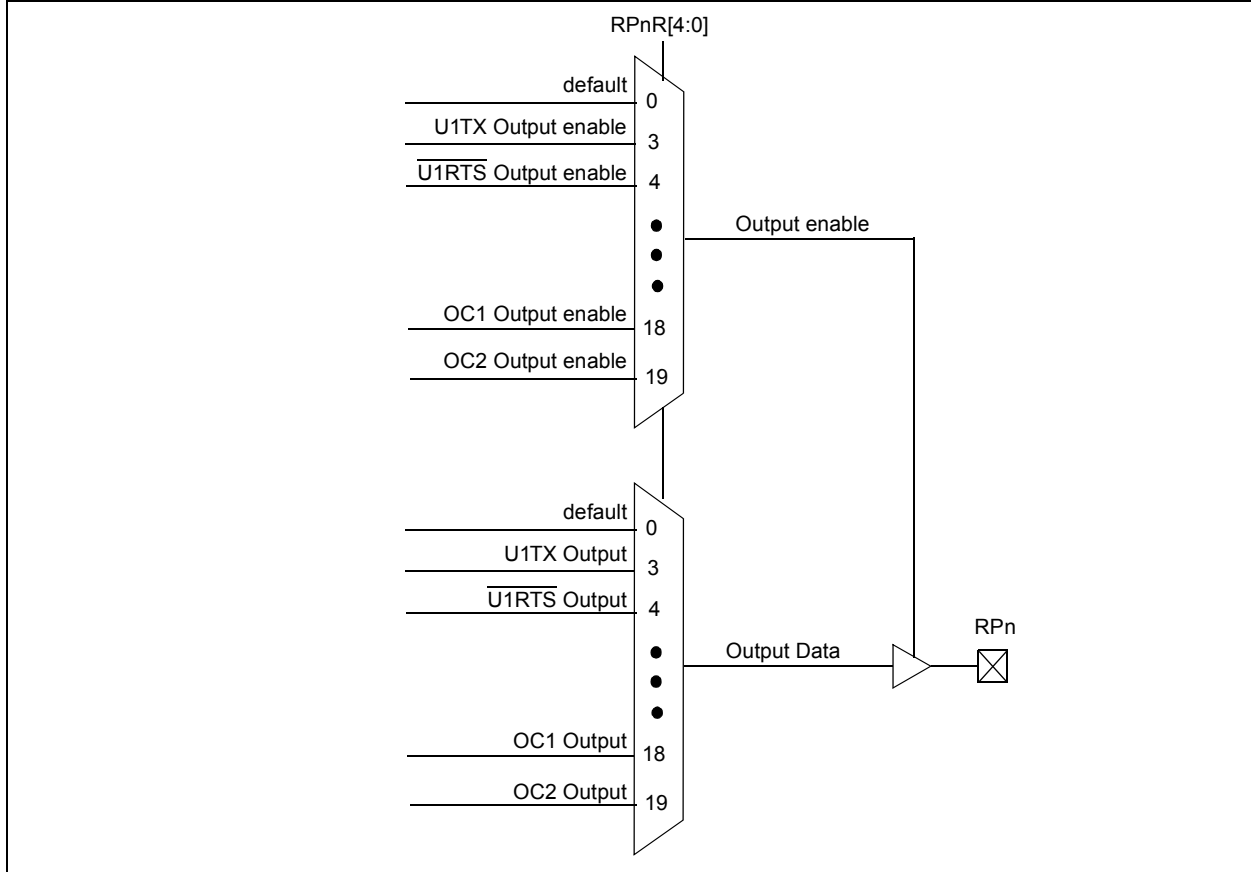 RPnR[4:0]
default
0
U1TX Output enable
3
U1RTS Output enable
4
Output enable
OC1 Output enable
18
OC2 Output enable
19
default
0
U1TX Output
3
U1RTS Output
4
RPn
Output Data
OC1 Output
18
OC2 Output
19